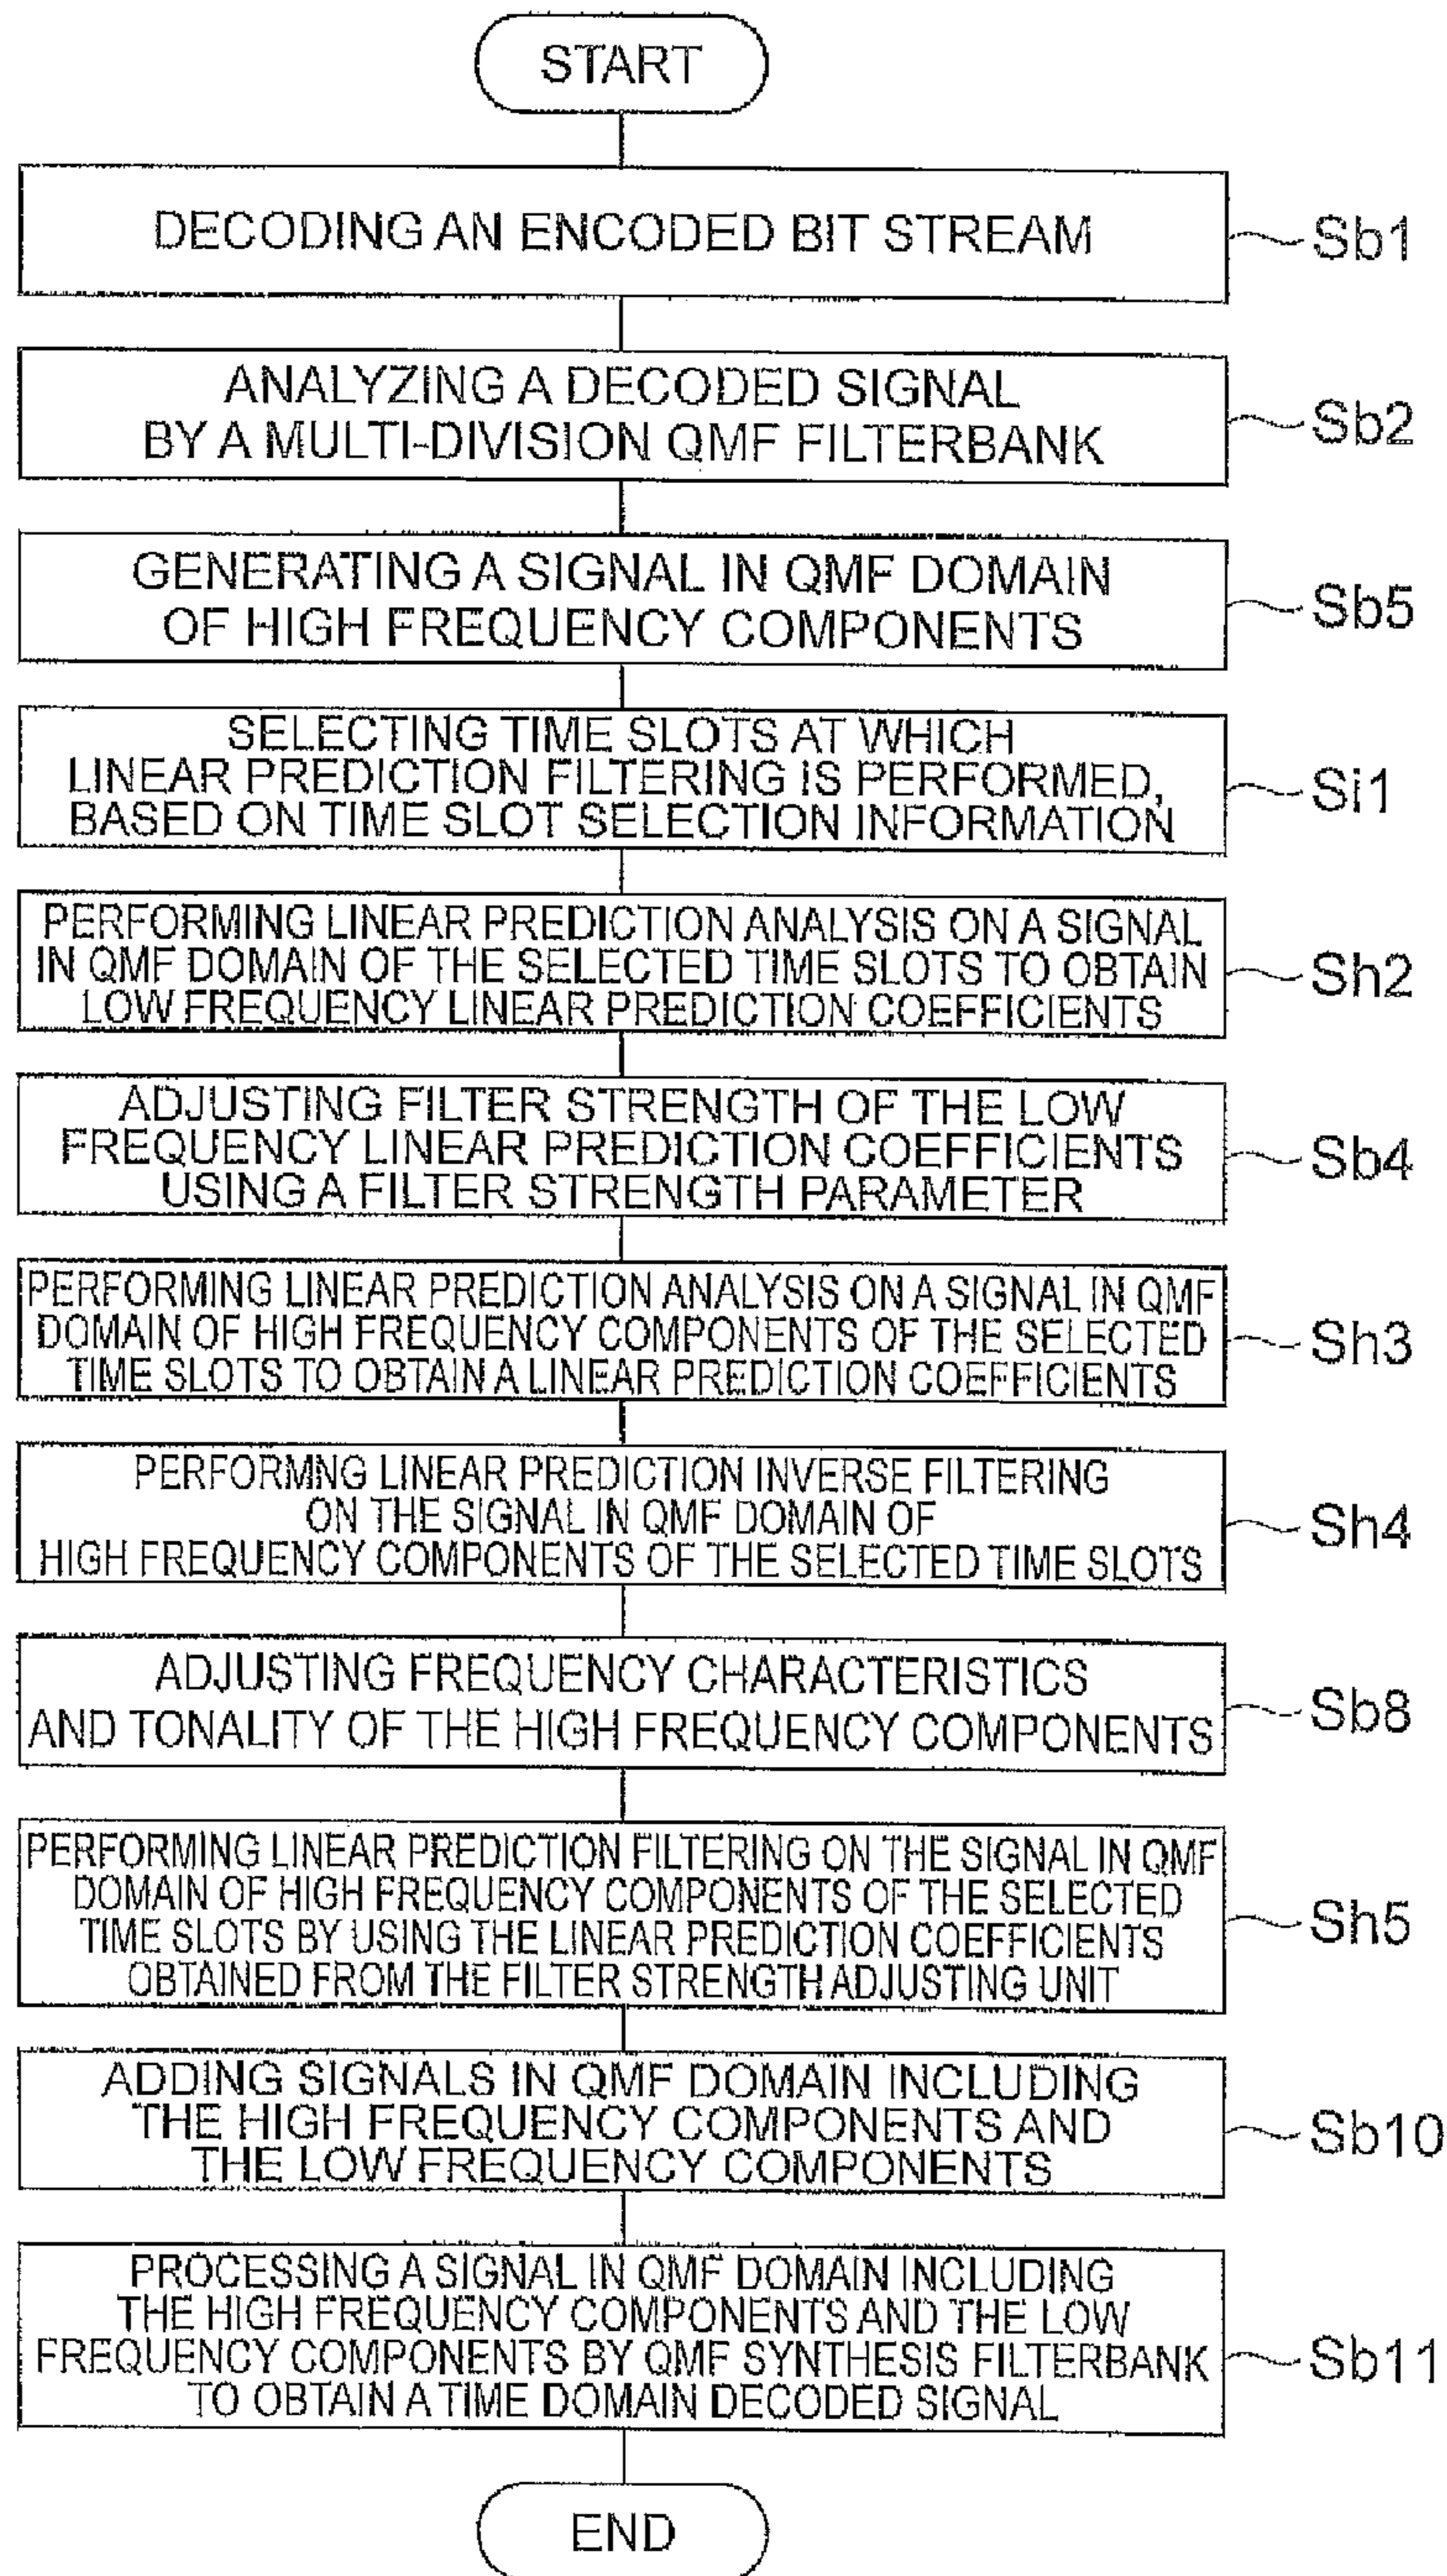 START
DECODING AN ENCODED BIT STREAM
Sb1
ANALYZING A DECODED SIGNAL
BY A MULTI-DIVISION QMF FILTERBANK
Sb2
GENERATING A SIGNAL IN QMF DOMAIN
OF HIGH FREQUENCY COMPONENTS
Sb5
SELECTING TIME SLOTS AT WHICH
LINEAR PREDICTION FILTERING IS PERFORMED,
BASED ON TIME SLOT SELECTION INFORMATION
Si1
PERFORMING LINEAR PREDICTION ANALYSIS ON A SIGNAL
IN QMF DOMAIN OF THE SELECTED TIME SLOTS TO OBTAIN
LOW FREQUENCY LINEAR PREDICTION COEFFICIENTS
Sh2
ADJUSTING FILTER STRENGTH OF THE LOW
FREQUENCY LINEAR PREDICTION COEFFICIENTS
USING A FILTER STRENGTH PARAMETER
Sb4
PERFORMING LINEAR PREDICTION ANALYSIS ON A SIGNAL IN QMF
DOMAIN OF HIGH FREQUENCY COMPONENTS OF THE SELECTED
TIME SLOTS TO OBTAIN A LINEAR PREDICTION COEFFICIENTS
Sh3
PERFORMNG LINEAR PREDICTION INVERSE FILTERING
ON THE SIGNAL IN QMF DOMAIN OF
HIGH FREQUENCY COMPONENTS OF THE SELECTED TIME SLOTS
Sh4
ADJUSTING FREQUENCY CHARACTERISTICS
AND TONALITY OF THE HIGH FREQUENCY COMPONENTS
Sb8
PERFORMING LINEAR PREDICTION FILTERING ON THE SIGNAL IN QMF
DOMAIN OF HIGH FREQUENCY COMPONENTS OF THE SELECTED
TIME SLOTS BY USING THE LINEAR PREDICTION COEFFICIENTS
OBTAINED FROM THE FILTER STRENGTH ADJUSTING UNIT
Sh5
ADDING SIGNALS IN QMF DOMAIN INCLUDING
THE HIGH FREQUENCY COMPONENTS AND
THE LOW FREQUENCY COMPONENTS
Sb10
PROCESSING A SIGNAL IN QMF DOMAIN INCLUDING
THE HIGH FREQUENCY COMPONENTS AND THE LOW
FREQUENCY COMPONENTS BY QMF SYNTHESIS FILTERBANK
TO OBTAIN A TIME DOMAIN DECODED SIGNAL
Sb11
END